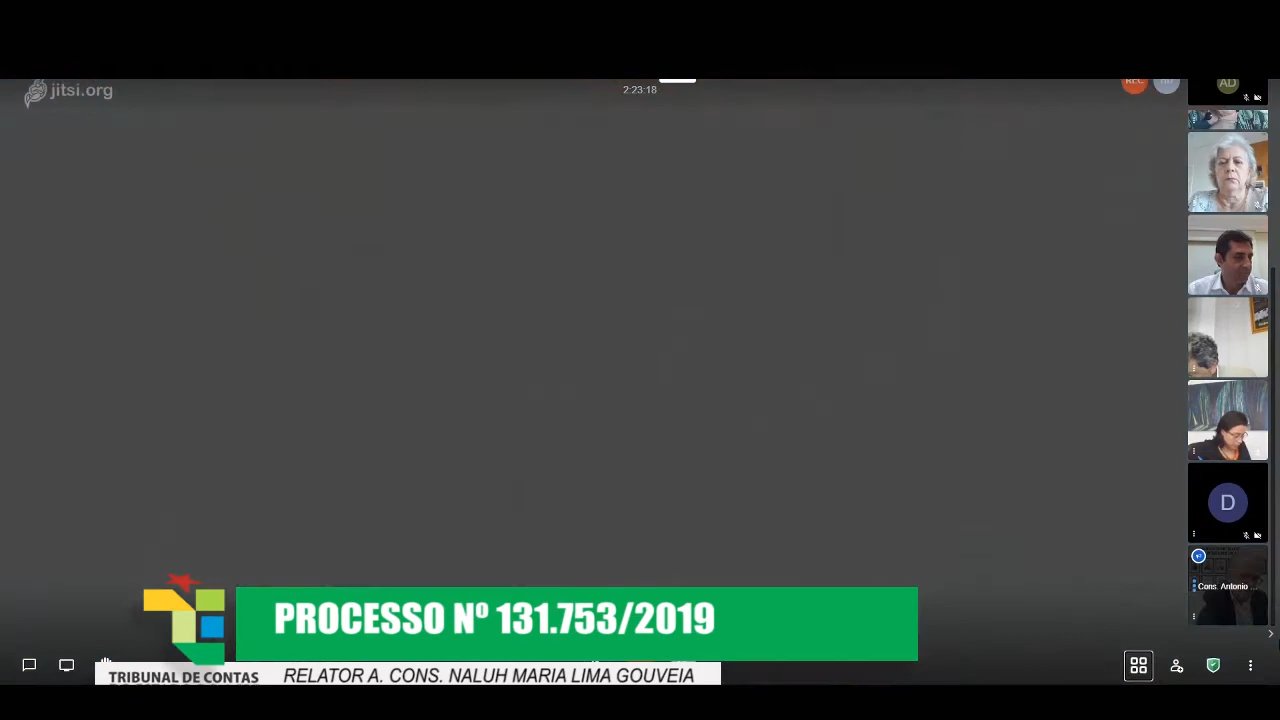 jitsi.org
2:23:18
REC
AD
D
Cons. Antonio ...
PROCESSO Nº 131.753/2019
TRIBUNAL DE CONTAS
RELATOR A. CONS. NALUH MARIA LIMA GOUVEIA